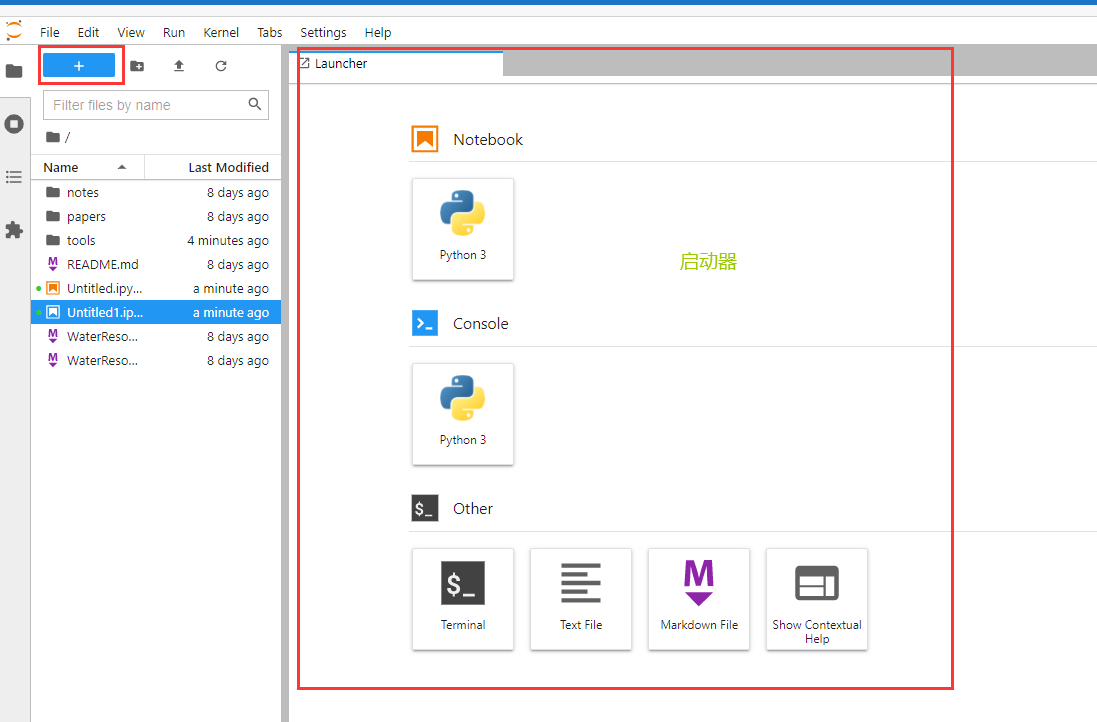 File Edit View Run Kernel Tabs Settings Help
+
Launcher
Filter files by name
/
Name Last Modified
notes 8 days ago
papers 8 days ago
tools 4 minutes ago
README.md 8 days ago
Untitled.ipy... a minute ago
Untitled1.ip... a minute ago
WaterReso... 8 days ago
WaterReso... 8 days ago
Notebook
Python 3
启动器
Console
Python 3
$_ Other
$_
Terminal
Text File
Markdown File
Show Contextual
Help